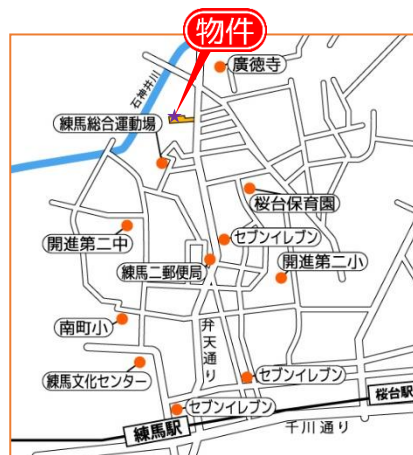 物件
廣徳寺
石神井川
練馬総合運動場
桜台保育園
開進第二中
セブンイレブン
練馬二郵便局
開進第二小
南町小
弁天通り
練馬文化センター
セブンイレブン
桜台駅
セブンイレブン
練馬駅
千川通り